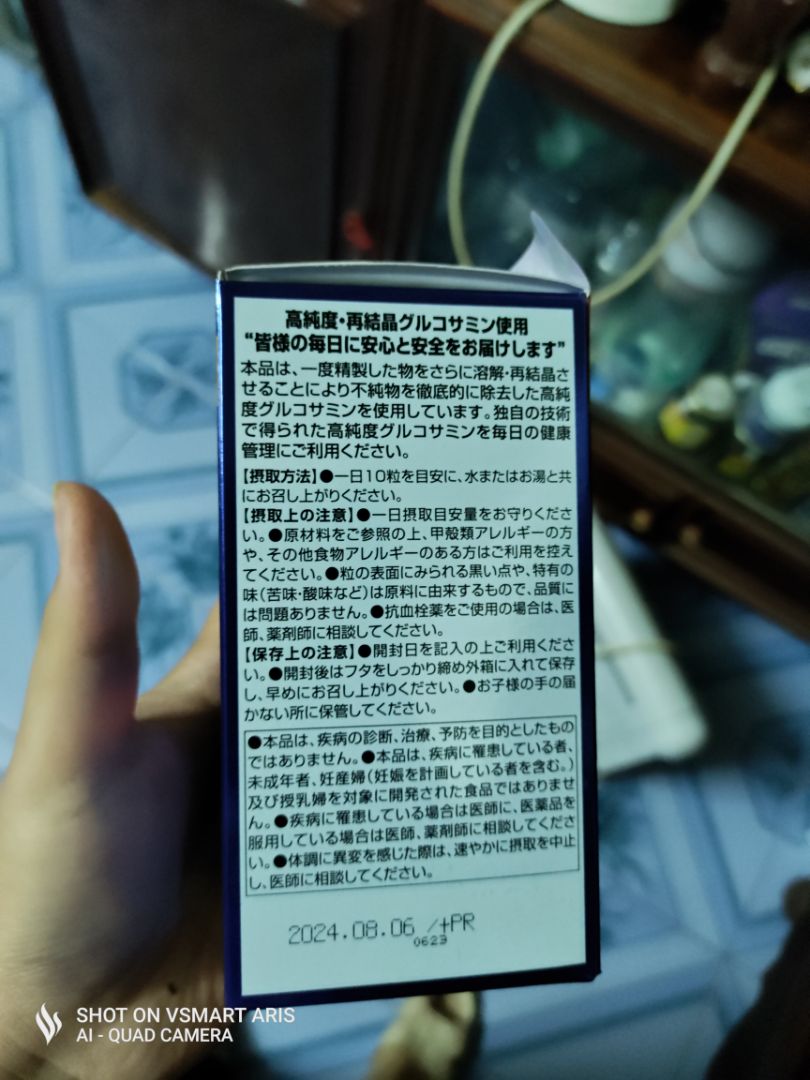 高純度・再結晶グルコサミン使用
“皆様の毎日に安心と安全をお届けします”
本品は、一度精製した物をさらに溶解・再結晶さ
せることにより不純物を徹底的に除去した高純
度グルコサミンを使用しています。独自の技術
で得られた高純度グルコサミンを毎日の健康
管理にご利用ください。
【摂取方法】●一日10粒を目安に、水またはお湯と共
にお召し上がりください。
【摂取上の注意】●一日摂取目安量をお守りくださ
い。●原材料をご参照の上、甲殻類アレルギーの方
や、その他食物アレルギーのある方はご利用を控え
てください。●粒の表面にみられる黒い点や、特有の
味(苦味・酸味など)は原料に由来するもので、品質に
は問題ありません。●抗血栓薬をご使用の場合は、医
師、薬剤師に相談してください。
【保存上の注意】●開封日を記入の上ご利用くださ
い。●開封後はフタをしっかり締め外箱に入れて保存
し、早めにお召し上がりください。●お子様の手の届
かない所に保管してください。
●本品は、疾病の診断、治療、予防を目的としたもの
ではありません。●本品は、疾病に罹患している者、
未成年者、妊産婦(妊娠を計画している者を含む。)
及び授乳婦を対象に開発された食品ではありませ
ん。●疾病に罹患している場合は医師に、医薬品を
服用している場合は医師、薬剤師に相談してくださ
い。●体調に異変を感じた際は、速やかに摂取を中止
し、医師に相談してください。
2024.08.06 /+PR
0623
SHOT ON VSMART ARIS
AI - QUAD CAMERA